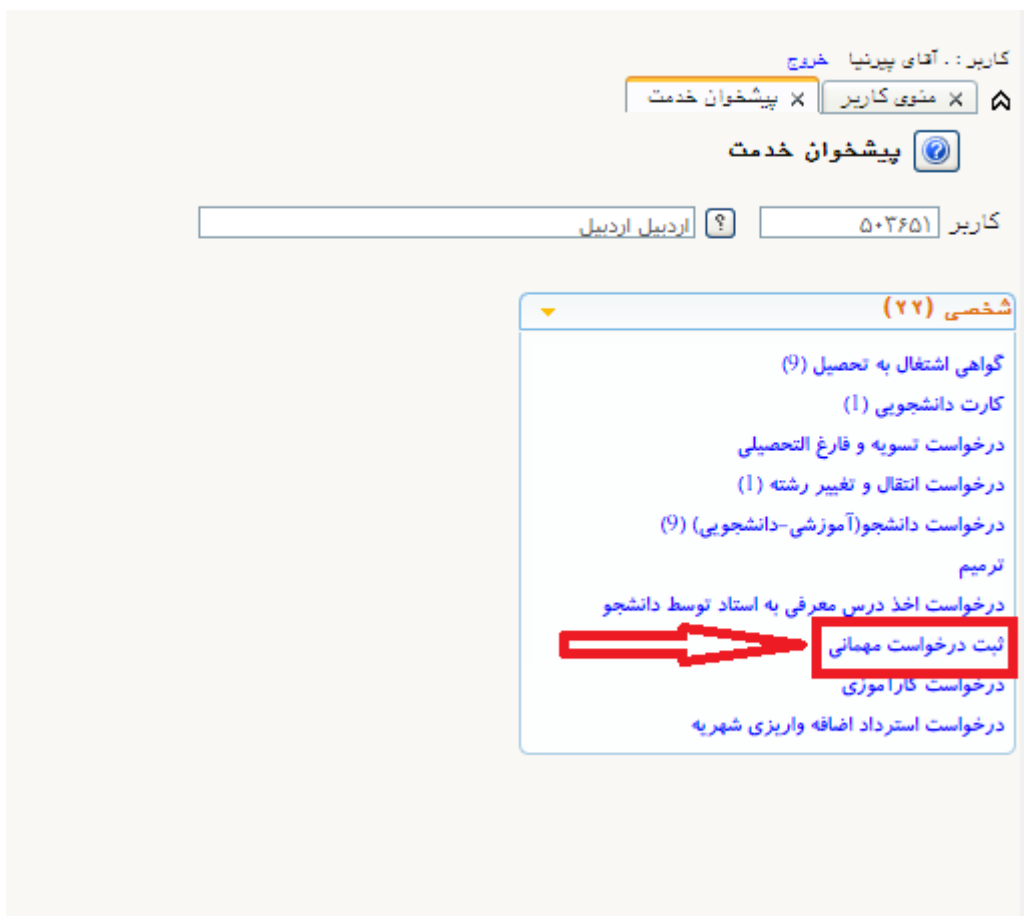 کاربر : . آقای پیرنیا خروج
منوی کاربر x پیشخوان خدمت x
پیشخوان خدمت
کاربر ۵۰۳۶۵۱ ؟ اردبیل اردبیل
شخصی (۲۲)
گواهی اشتغال به تحصیل (9)
کارت دانشجویی (1)
درخواست تسویه و فارغ التحصیلی
درخواست انتقال و تغییر رشته (1)
درخواست دانشجو(آموزشی-دانشجویی) (9)
ترمیم
درخواست اخذ درس معرفی به استاد توسط دانشجو
ثبت درخواست مهمانی
درخواست کارآموزی
درخواست استرداد اضافه واریزی شهریه